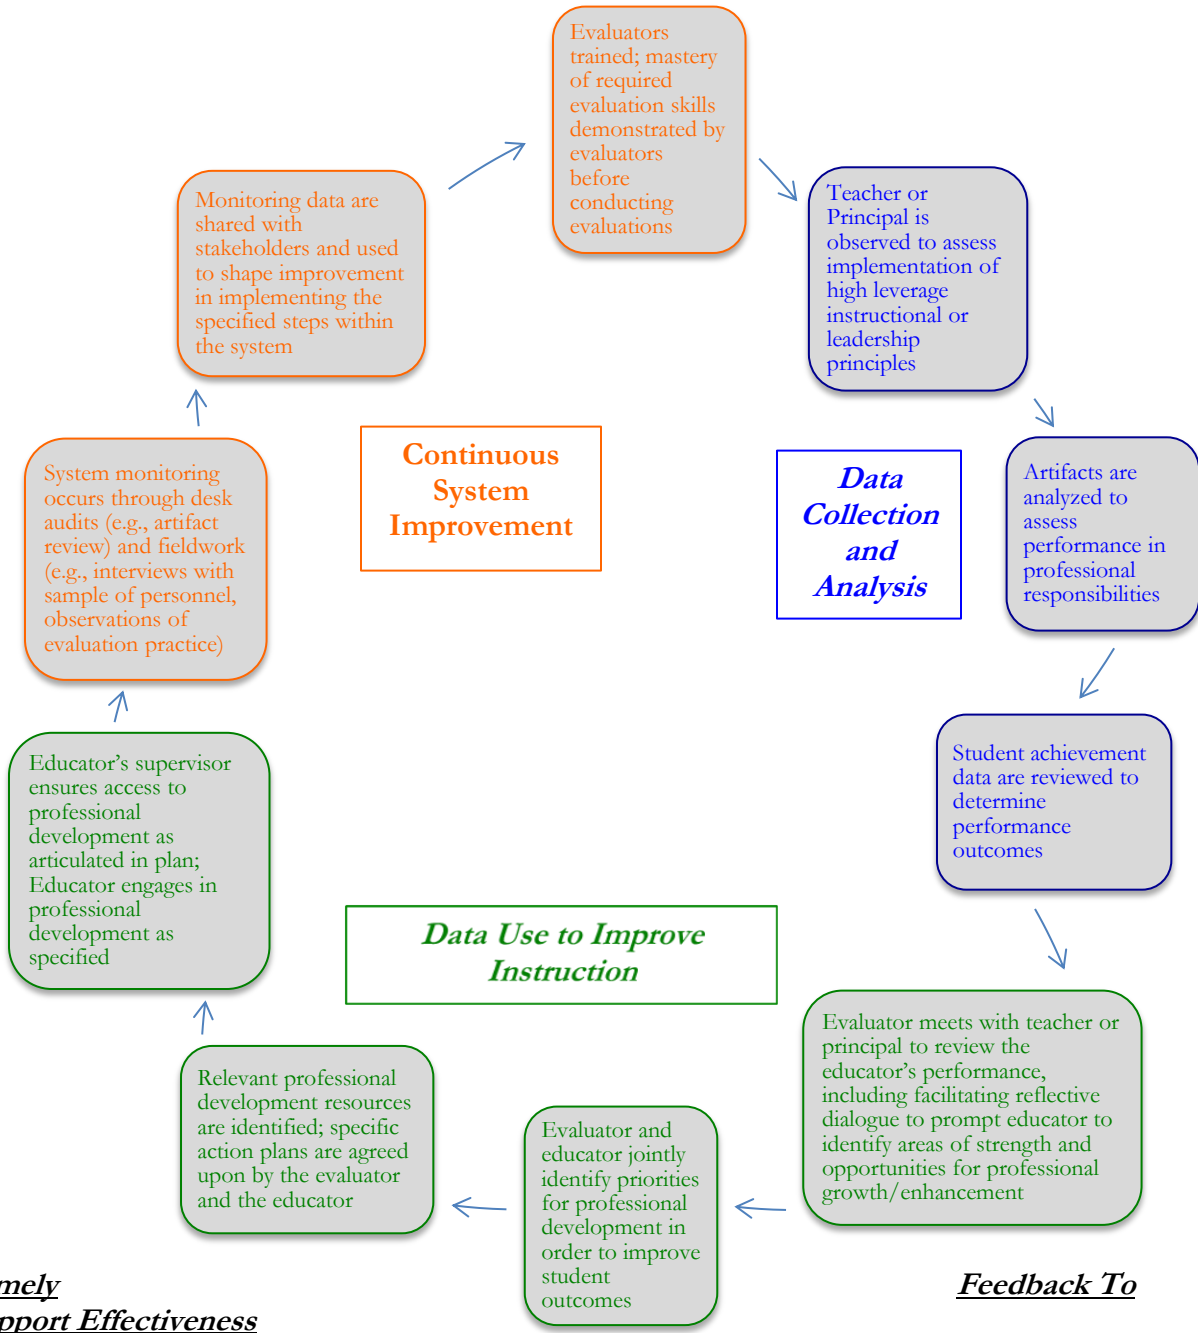 Evaluators
trained; mastery
of required
evaluation skills
demonstrated by
evaluators
before
conducting
evaluations
Teacher or
Principal is
observed to assess
implementation of
high leverage
instructional or
leadership
principles
Artifacts are
analyzed to
assess
performance in
professional
responsibilities
Student achievement
data are reviewed to
determine
performance
outcomes
Evaluator meets with teacher or
principal to review the
educator’s performance,
including facilitating reflective
dialogue to prompt educator to
identify areas of strength and
opportunities for professional
growth/enhancement
Evaluator and
educator jointly
identify priorities
for professional
development in
order to improve
student
outcomes
Relevant professional
development resources
are identified; specific
action plans are agreed
upon by the evaluator
and the educator
Educator’s supervisor
ensures access to
professional
development as
articulated in plan;
Educator engages in
professional
development as
specified
System monitoring
occurs through desk
audits (e.g., artifact
review) and fieldwork
(e.g., interviews with
sample of personnel,
observations of
evaluation practice)
Monitoring data are
shared with
stakeholders and used
to shape improvement
in implementing the
specified steps within
the system
Continuous
System
Improvement
Data
Collection
and
Analysis
Data Use to Improve
Instruction
Feedback To
mely
pport Effectiveness